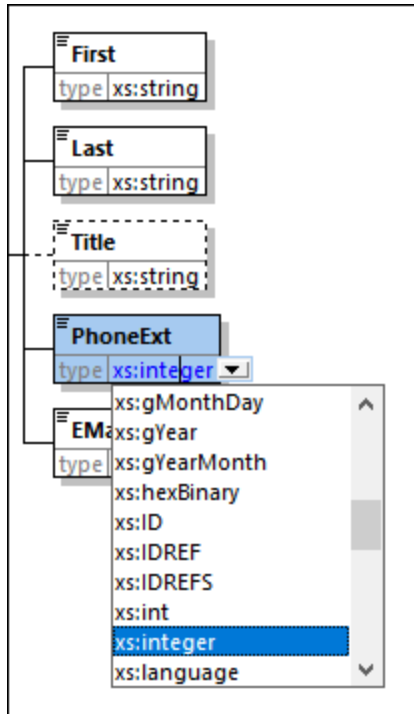 First
type xs:string
Last
type xs:string
Title
type xs:string
PhoneExt
type xs:integer
xs:gMonthDay
xs:gYear
xs:gYearMonth
xs:hexBinary
xs:ID
xs:IDREF
xs:IDREFS
xs:int
xs:integer
xs:language
type